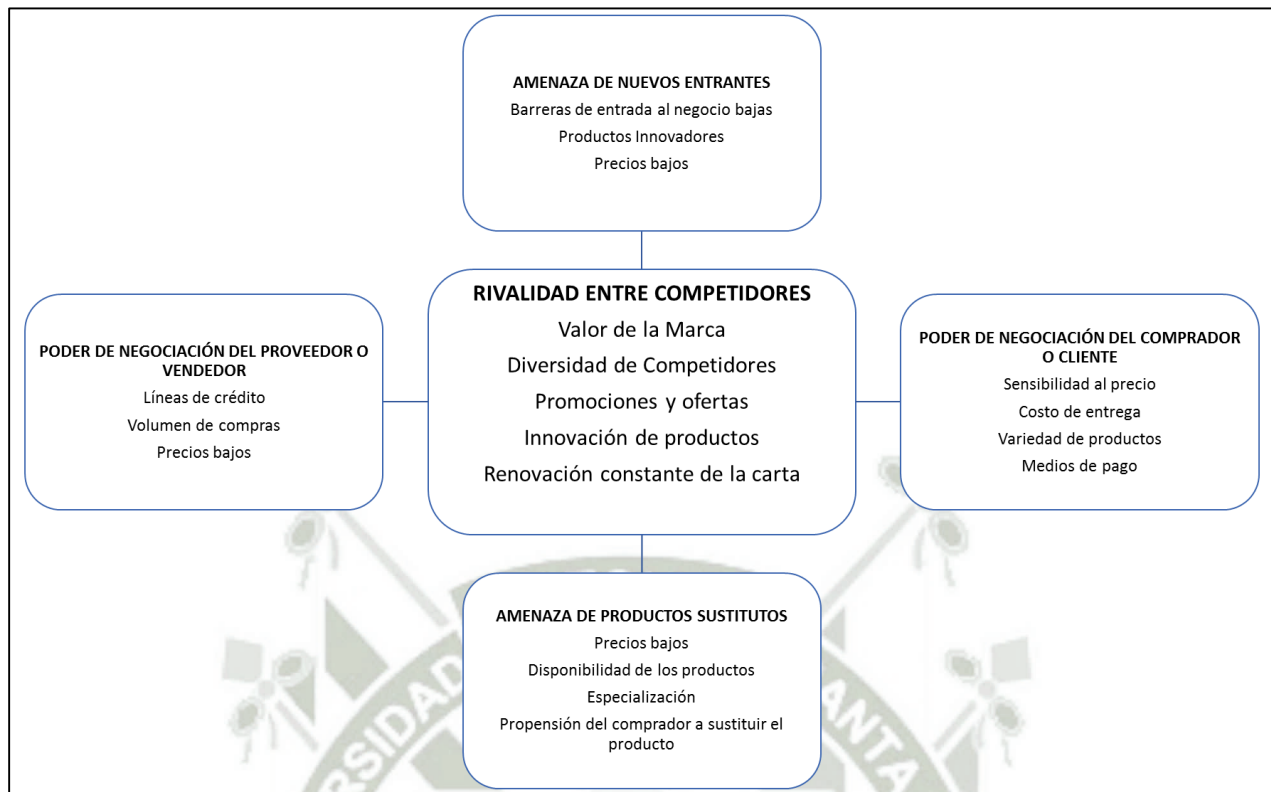 AMENAZA DE NUEVOS ENTRANTES
Barreras de entrada al negocio bajas
Productos Innovadores
Precios bajos
PODER DE NEGOCIACIÓN DEL PROVEEDOR O
VENDEDOR
Líneas de crédito
Volumen de compras
Precios bajos
RIVALIDAD ENTRE COMPETIDORES
Valor de la Marca
Diversidad de Competidores
Promociones y ofertas
Innovación de productos
Renovación constante de la carta
PODER DE NEGOCIACIÓN DEL COMPRADOR
O CLIENTE
Sensibilidad al precio
Costo de entrega
Variedad de productos
Medios de pago
AMENAZA DE PRODUCTOS SUSTITUTOS
Precios bajos
Disponibilidad de los productos
Especialización
Propensión del comprador a sustituir el
producto